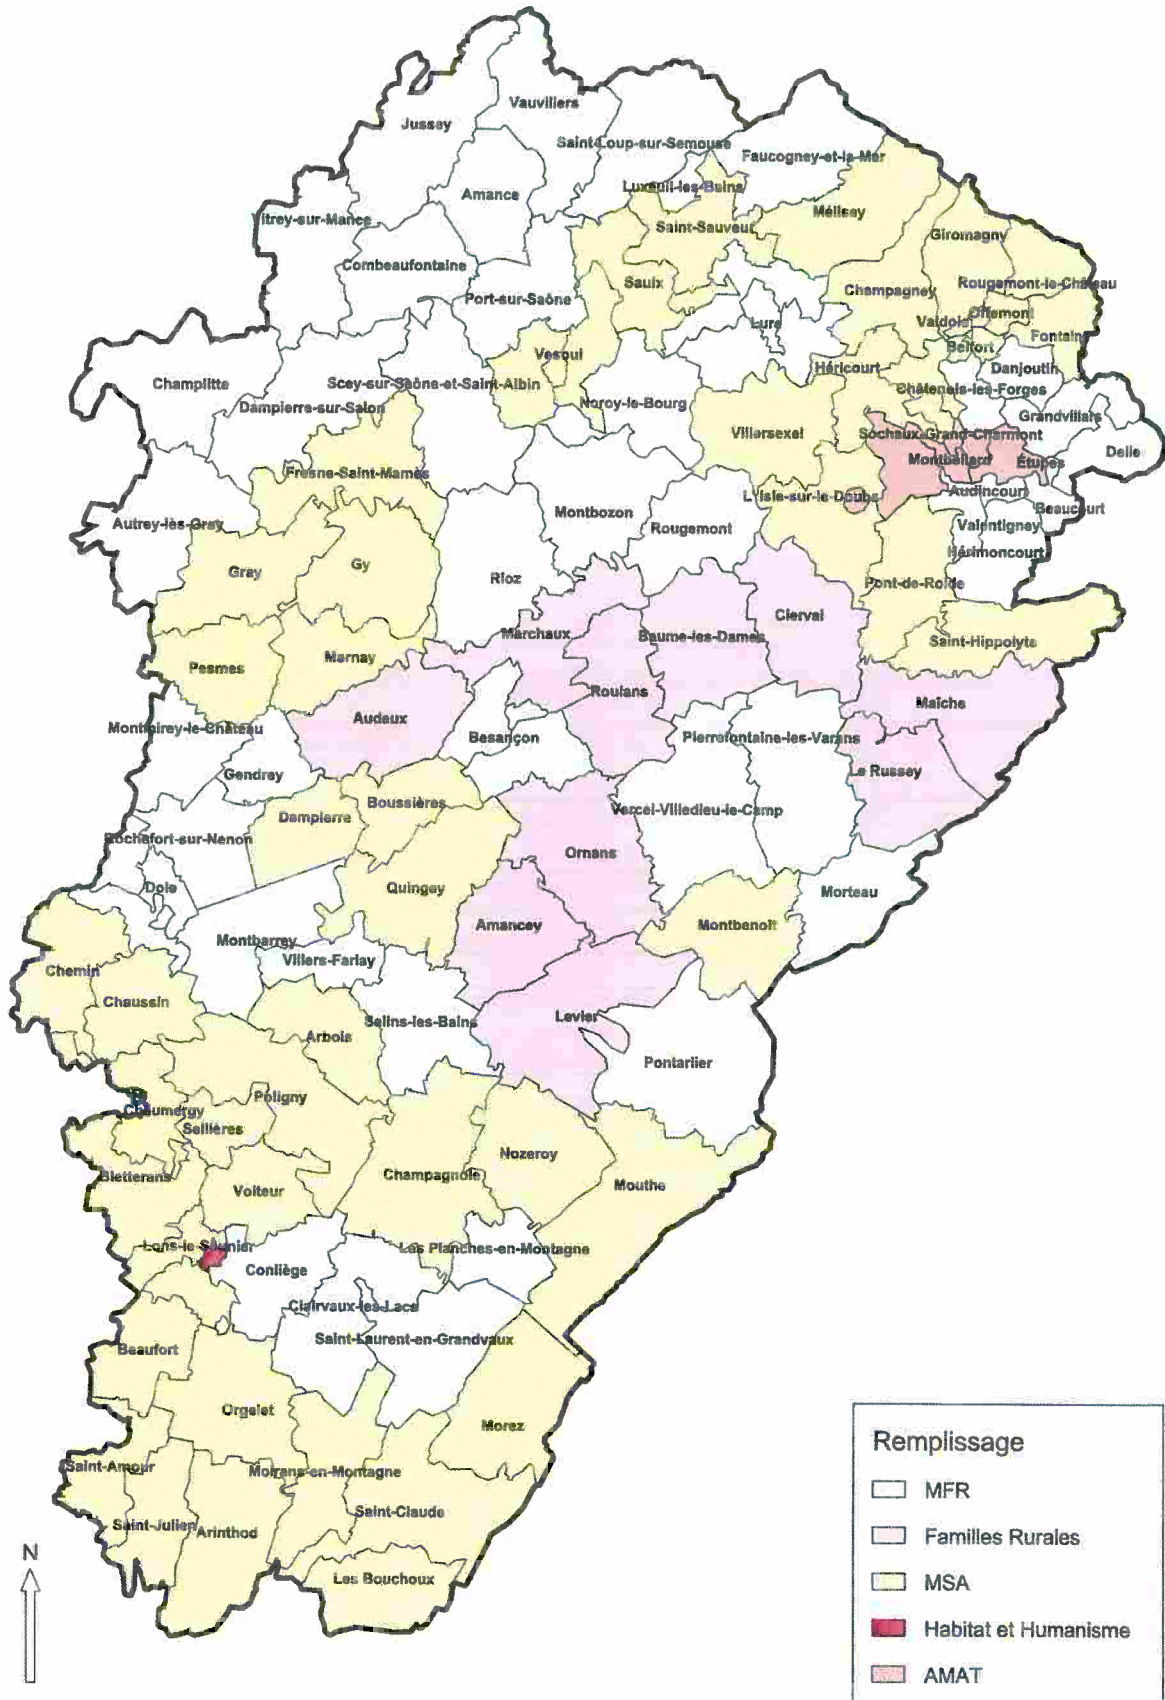 Vauvillers
Jussey
Saint-Loup-sur-Semouse
Faucogney-et-la-Mer
Luxeuil-les-Bains
Amance
Mélisey
Vitrey-sur-Mance
Saint-Sauveur
Giromagny
Combeaufontaine
Saulx
Rougemont-le-Château
Port-sur-Saône
Champagney
Offemont
Valdoie
Lure
Fontaine
Belfort
Vesoul
Héricourt
Danjoutin
Champlitte
Scey-sur-Saône-et-Saint-Albin
Châtenois-les-Forges
Dampierre-sur-Salon
Noroy-le-Bourg
Grandvillars
Villersexel
Sochaux-Grand-Charmont
Delle
Montbéliard
Étupes
Fresne-Saint-Mamès
L'Isle-sur-le-Doubs
Audincourt
Beaucourt
Autrey-lès-Gray
Montbozon
Rougemont
Valentigney
Hérimoncourt
Gray
Gy
Rioz
Pont-de-Roide
Clerval
Marchaux
Baume-les-Dames
Saint-Hippolyte
Pesmes
Marnay
Roulans
Maîche
Audeux
Montmirey-le-Château
Besançon
Pierrefontaine-les-Varans
Gendrey
Le Russey
Boussières
Dampierre
Vercel-Villedieu-le-Camp
Rochefort-sur-Nenon
Ornans
Dole
Quingey
Morteau
Amancey
Montbenoît
Montbarrey
Villers-Farlay
Chemin
Chaussin
Levier
Salins-les-Bains
Arbois
Pontarlier
Poligny
Chaumergy
Sellières
Nozeroy
Bletterans
Champagnole
Mouthe
Voiteur
Lons-le-Saunier
Les Planches-en-Montagne
Conliège
Clairvaux-les-Lacs
Saint-Laurent-en-Grandvaux
Beaufort
Orgelet
Morez
Saint-Amour
Moirans-en-Montagne
Saint-Claude
Saint-Julien
Arinthod
Les Bouchoux
N
Remplissage
MFR
Familles Rurales
MSA
Habitat et Humanisme
AMAT